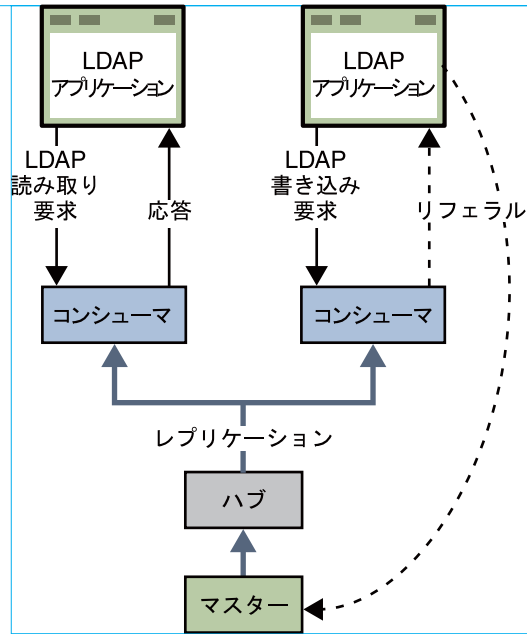 LDAP
アプリケーション
LDAP
アプリケーション
LDAP
読み取り
要求
応答
LDAP
書き込み
要求
リフェラル
コンシューマ
コンシューマ
レプリケーション
ハブ
マスター